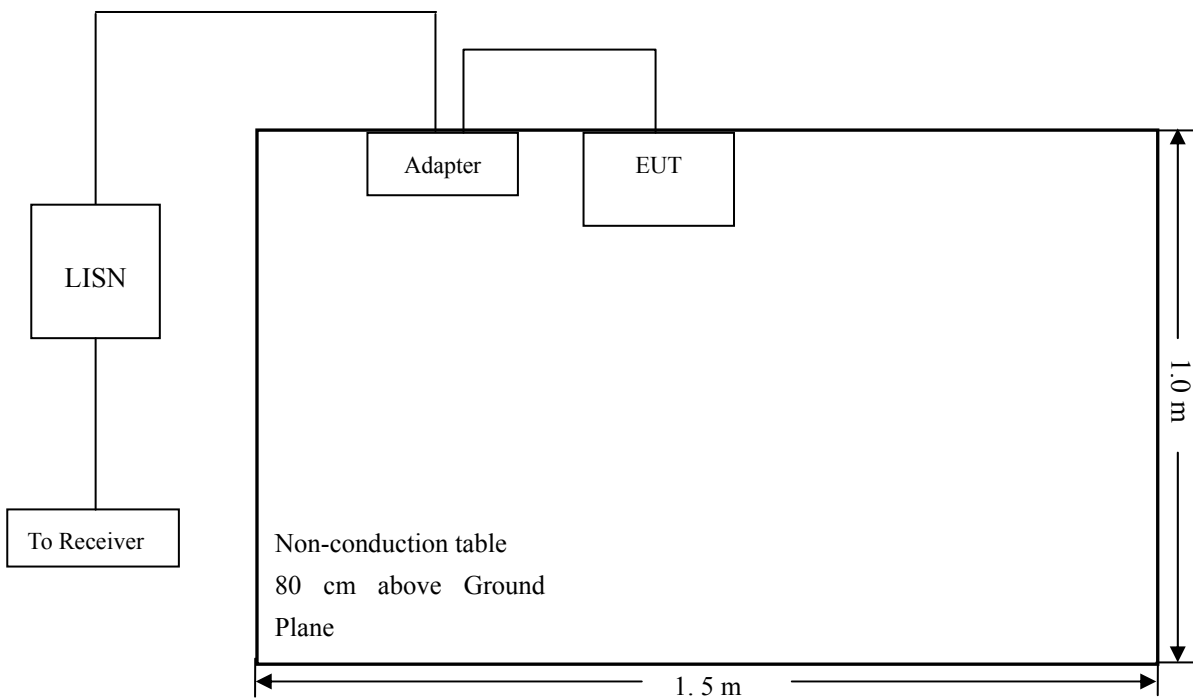 Adapter
EUT
LISN
1.0 m
To Receiver
Non-conduction table
80 cm above Ground
Plane
1. 5 m